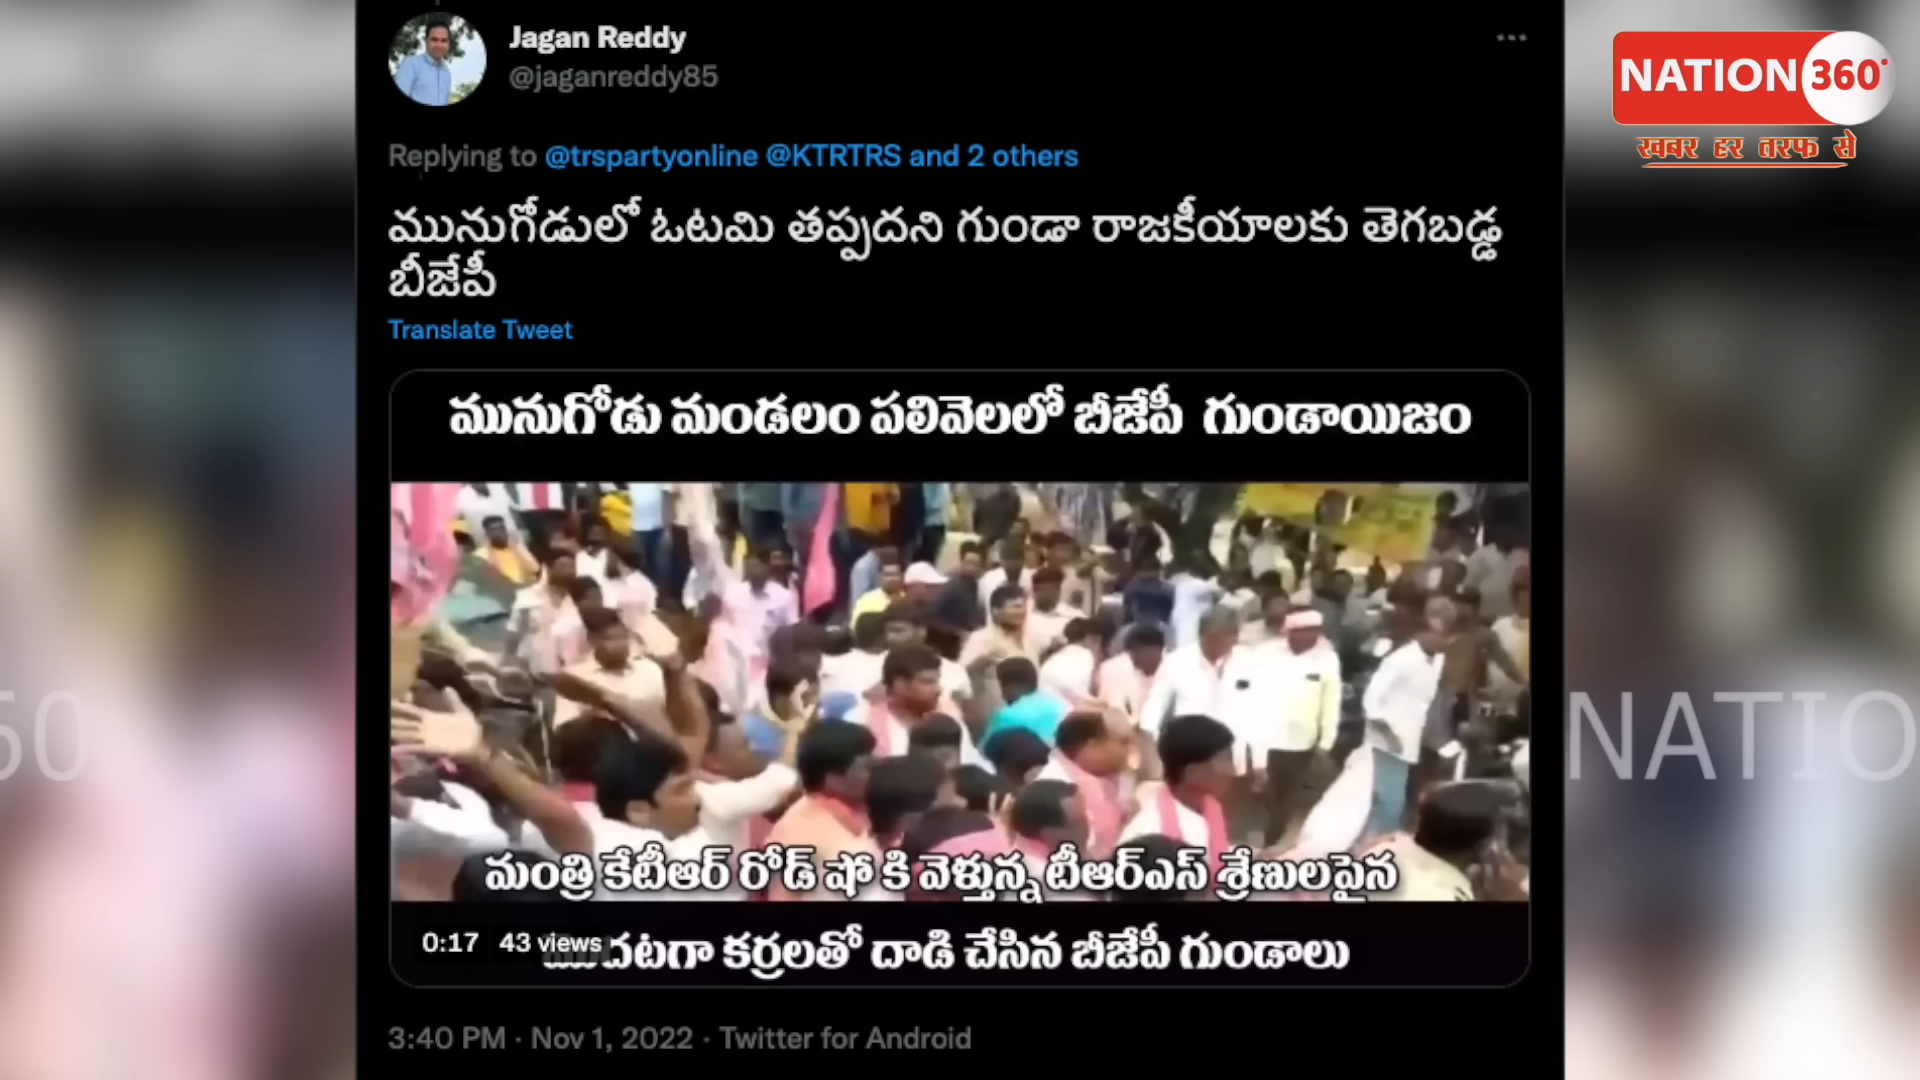 Jagan Reddy
@jaganreddy85
NATION 360°
खबर हर तरफ से
Replying to @trspartyonline @KTRTRS and 2 others
మునుగోడులో ఓటమి తప్పదని గుండా రాజకీయాలకు తెగబడ్డ
బీజేపీ
Translate Tweet
మునుగోడు మండలం పలివెలలో బీజేపీ గుండాయిజం
మంత్రి కేటీఆర్ రోడ్ షో కి వెళ్తున్న టీఆర్ఎస్ శ్రేణులపైన
0:17 43 views
కర్రలతో దాడి చేసిన బీజేపీ గుండాలు
3:40 PM · Nov 1, 2022 · Twitter for Android
60
NATIO